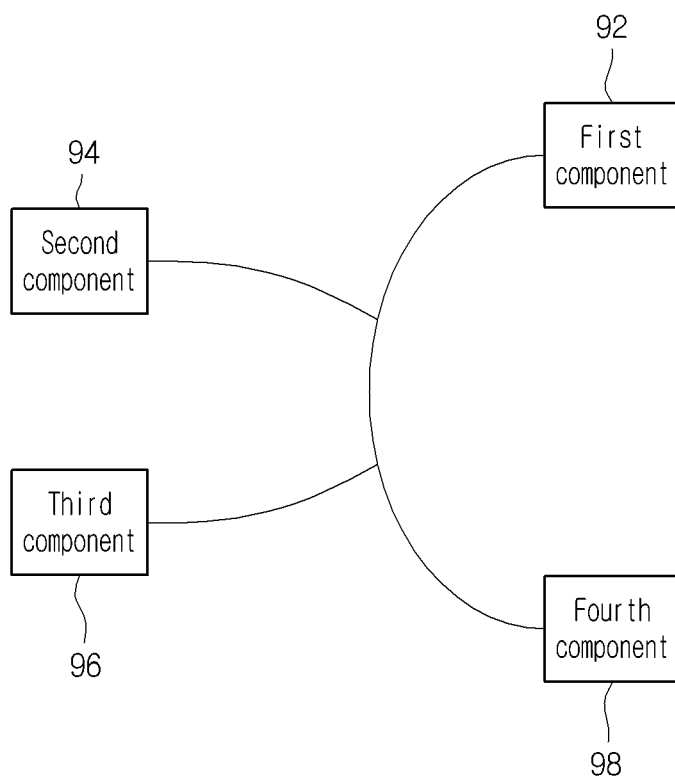 92
First
component
94
Second
component
Third
component
96
Fourth
component
98